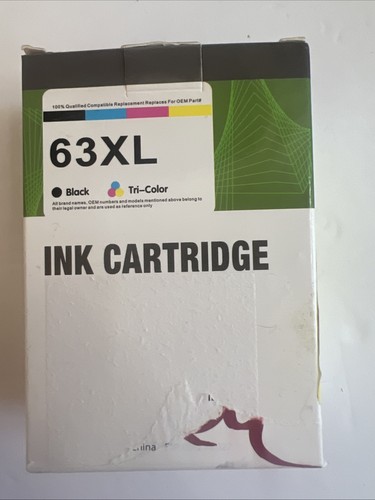 100% Qualified Compatible Replacement Replaces For OEM Part#
63XL
Black Tri-Color
All brand names, OEM numbers and models mentioned above belong to
their legal owner and are used as reference only
INK CARTRIDGE